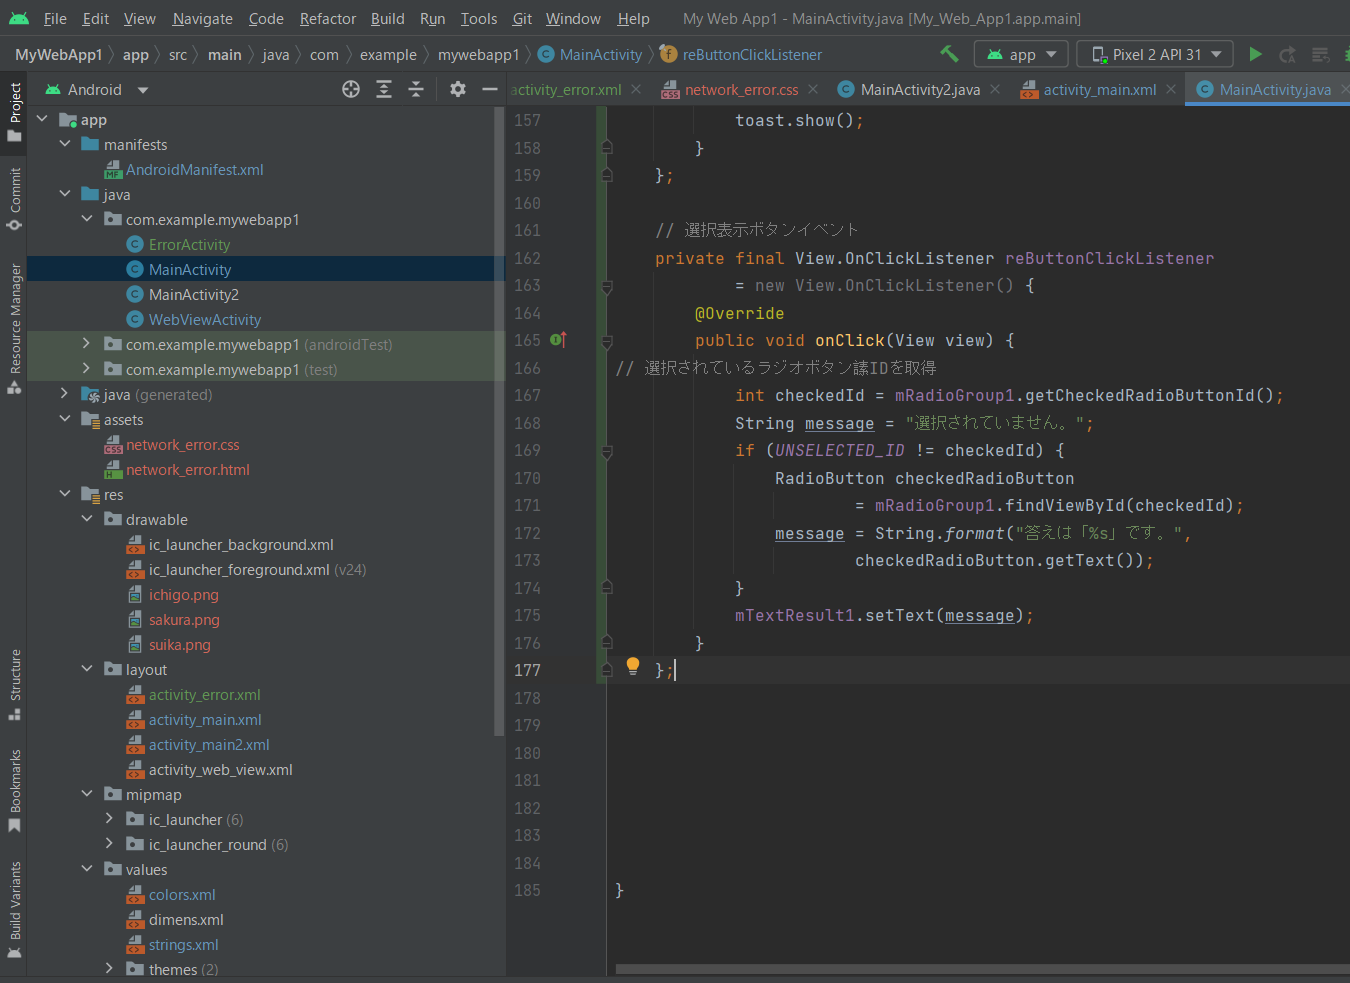 File Edit View Navigate Code Refactor Build Run Tools Git Window Help My Web App1 - MainActivity.java [My_Web_App1.app.main]
MyWebApp1 app src main java com example mywebapp1 MainActivity reButtonClickListener app Pixel 2 API 31
Project
Commit
Resource Manager
Structure
Bookmarks
Build Variants
Android
app
manifests
AndroidManifest.xml
java
com.example.mywebapp1
ErrorActivity
MainActivity
MainActivity2
WebViewActivity
com.example.mywebapp1 (androidTest)
com.example.mywebapp1 (test)
java (generated)
assets
network_error.css
network_error.html
res
drawable
ic_launcher_background.xml
ic_launcher_foreground.xml (v24)
ichigo.png
sakura.png
suika.png
layout
activity_error.xml
activity_main.xml
activity_main2.xml
activity_web_view.xml
mipmap
ic_launcher (6)
ic_launcher_round (6)
values
colors.xml
dimens.xml
strings.xml
themes (2)
activity_error.xml network_error.css MainActivity2.java activity_main.xml MainActivity.java
157 toast.show();
158 }
159 };
160
161 // 選択表示ボタンイベント
162 private final View.OnClickListener reButtonClickListener
163 = new View.OnClickListener() {
164 @Override
165 public void onClick(View view) {
166 // 選択されているラジオボタン諸IDを取得
167 int checkedId = mRadioGroup1.getCheckedRadioButtonId();
168 String message = "選択されていません。";
169 if (UNSELECTED_ID != checkedId) {
170 RadioButton checkedRadioButton
171 = mRadioGroup1.findViewById(checkedId);
172 message = String.format("答えは「%s」です。",
173 checkedRadioButton.getText());
174 }
175 mTextResult1.setText(message);
176 }
177 };
178
179
180
181
182
183
184
185 }